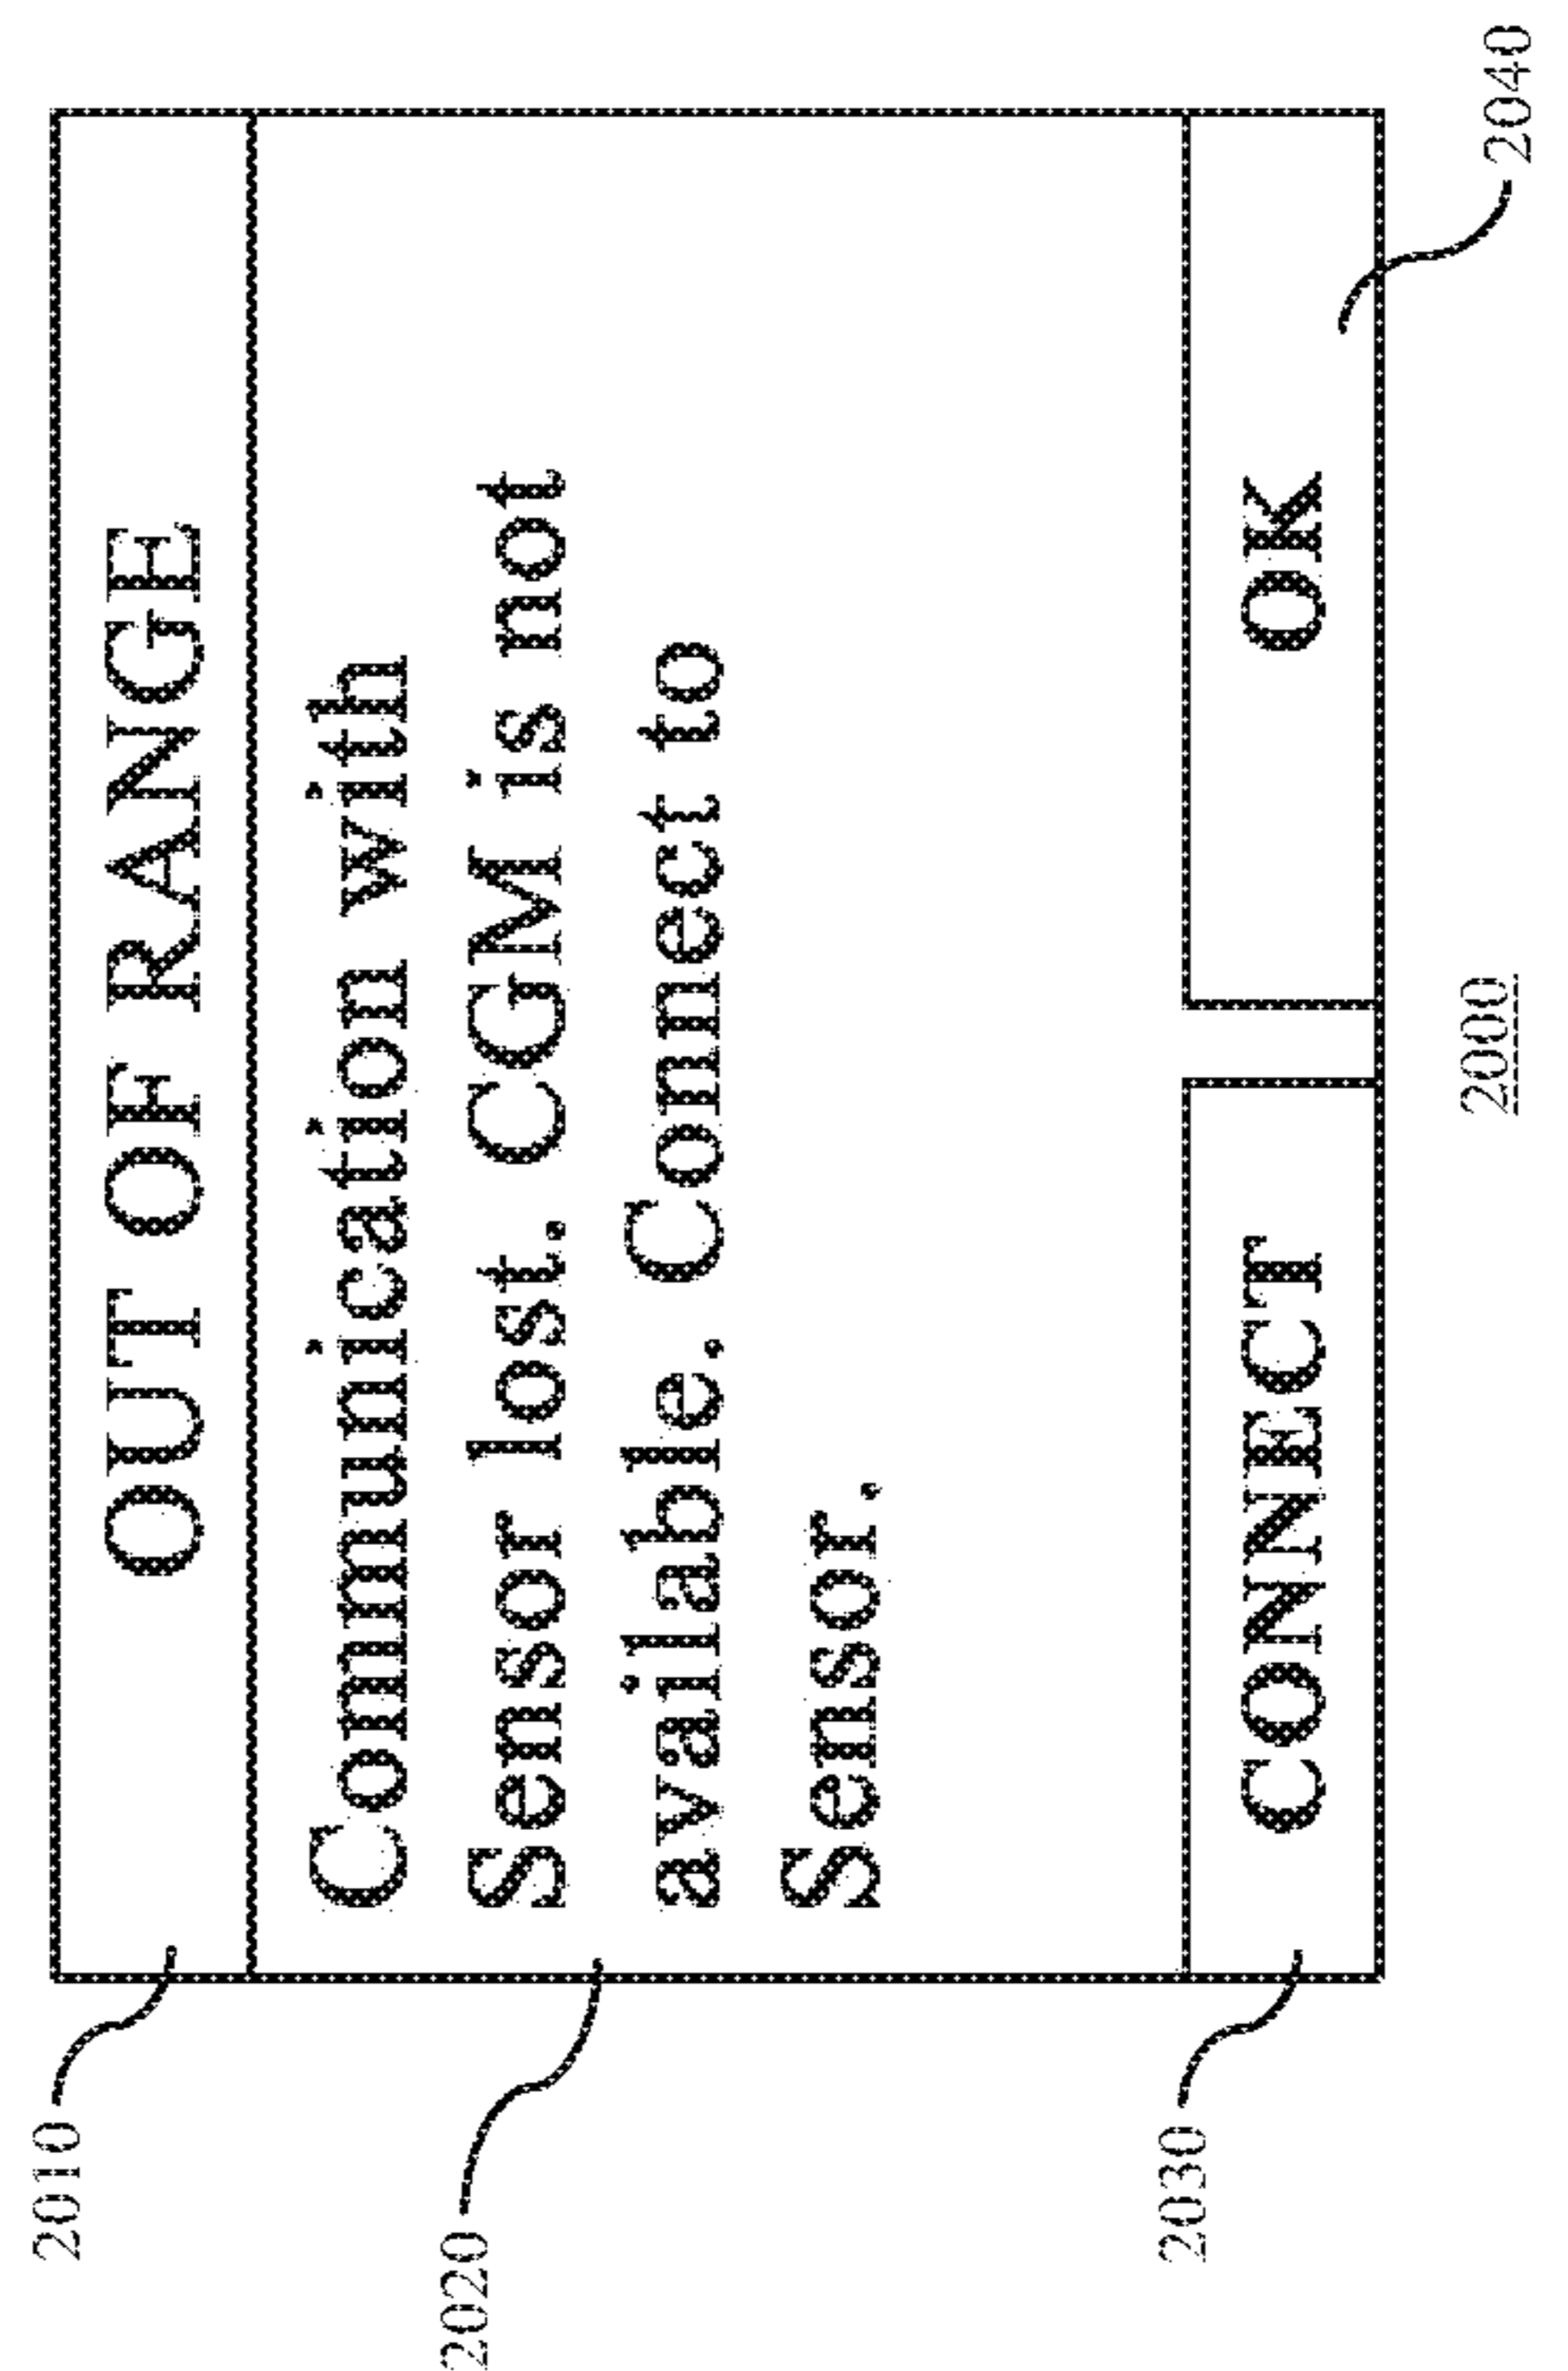 2010
OUT OF RANGE
2020
Communication with
Sensor lost. CGM is not
available. Connect to
Sensor.
2030
CONNECT
OK
2040
2000